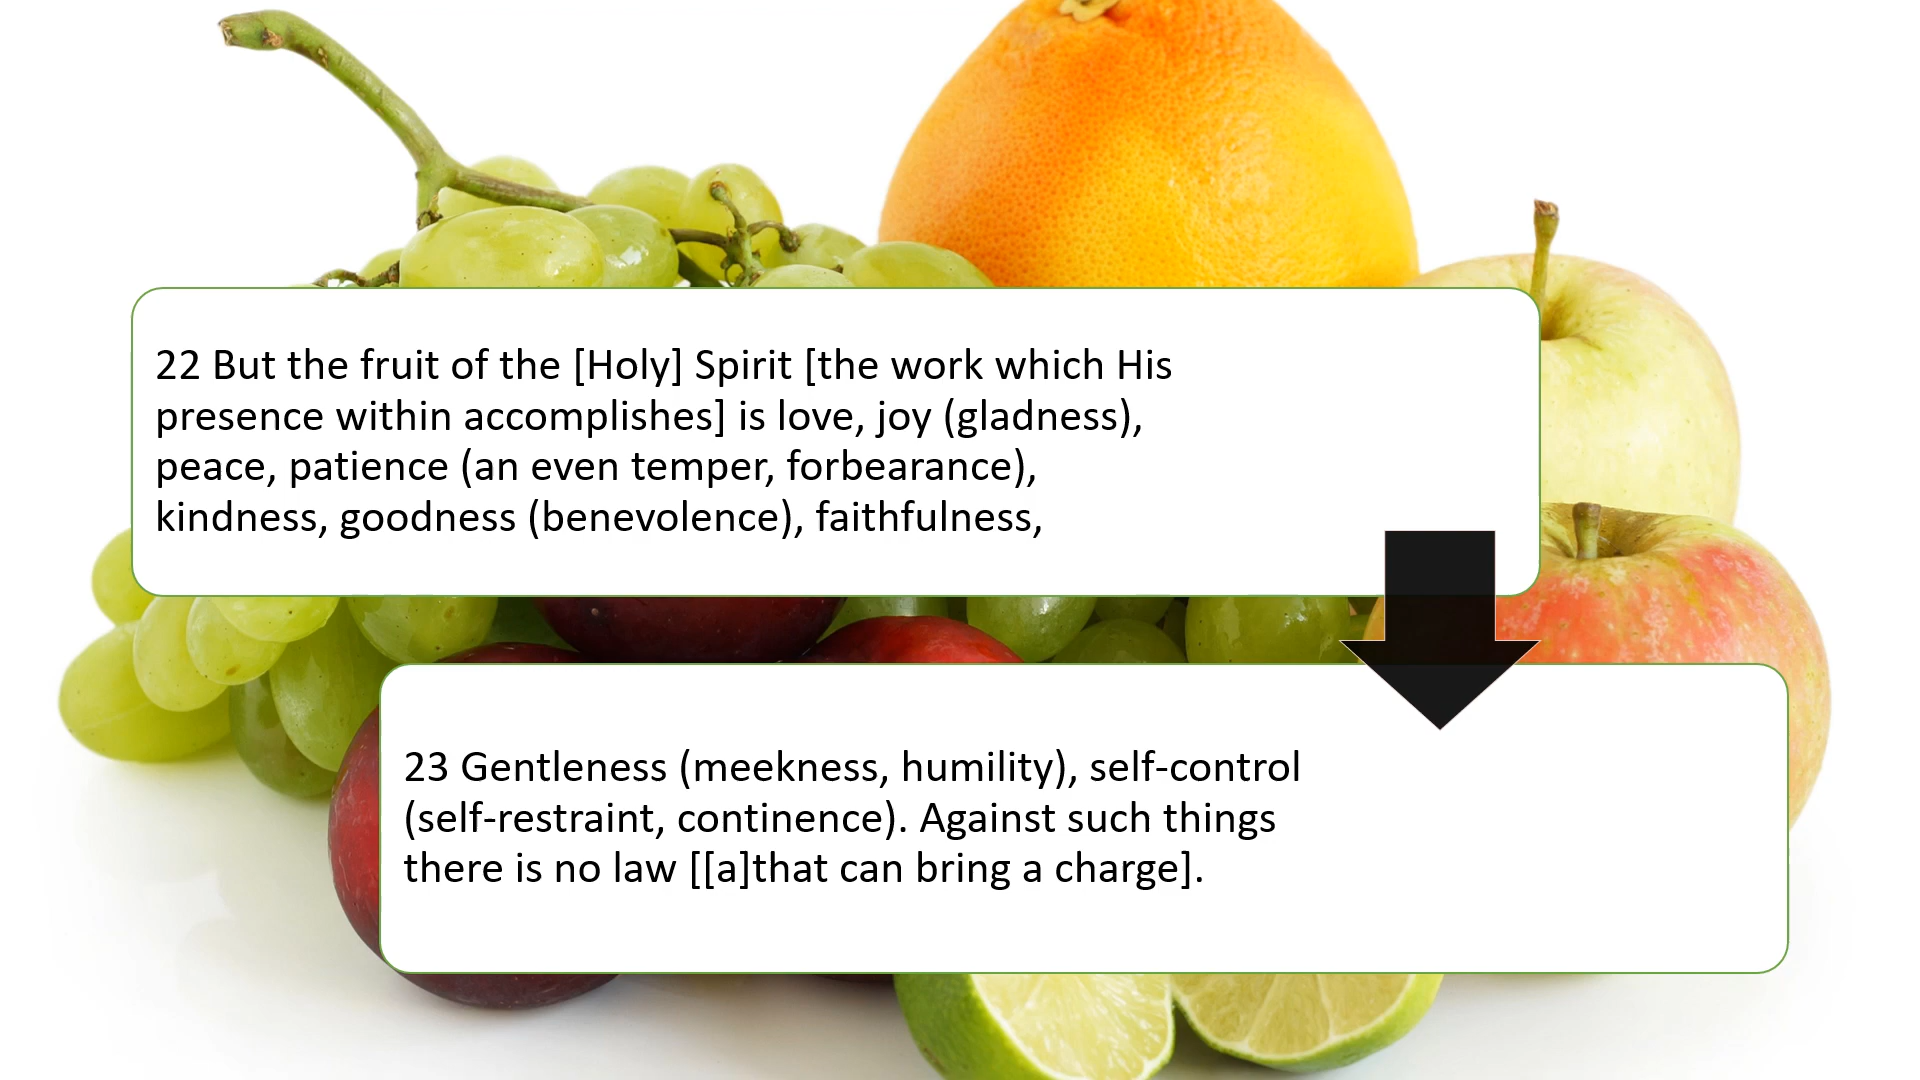 22 But the fruit of the [Holy] Spirit [the work which His
presence within accomplishes] is love, joy (gladness),
peace, patience (an even temper, forbearance),
kindness, goodness (benevolence), faithfulness,
23 Gentleness (meekness, humility), self-control
(self-restraint, continence). Against such things
there is no law [[a]that can bring a charge].